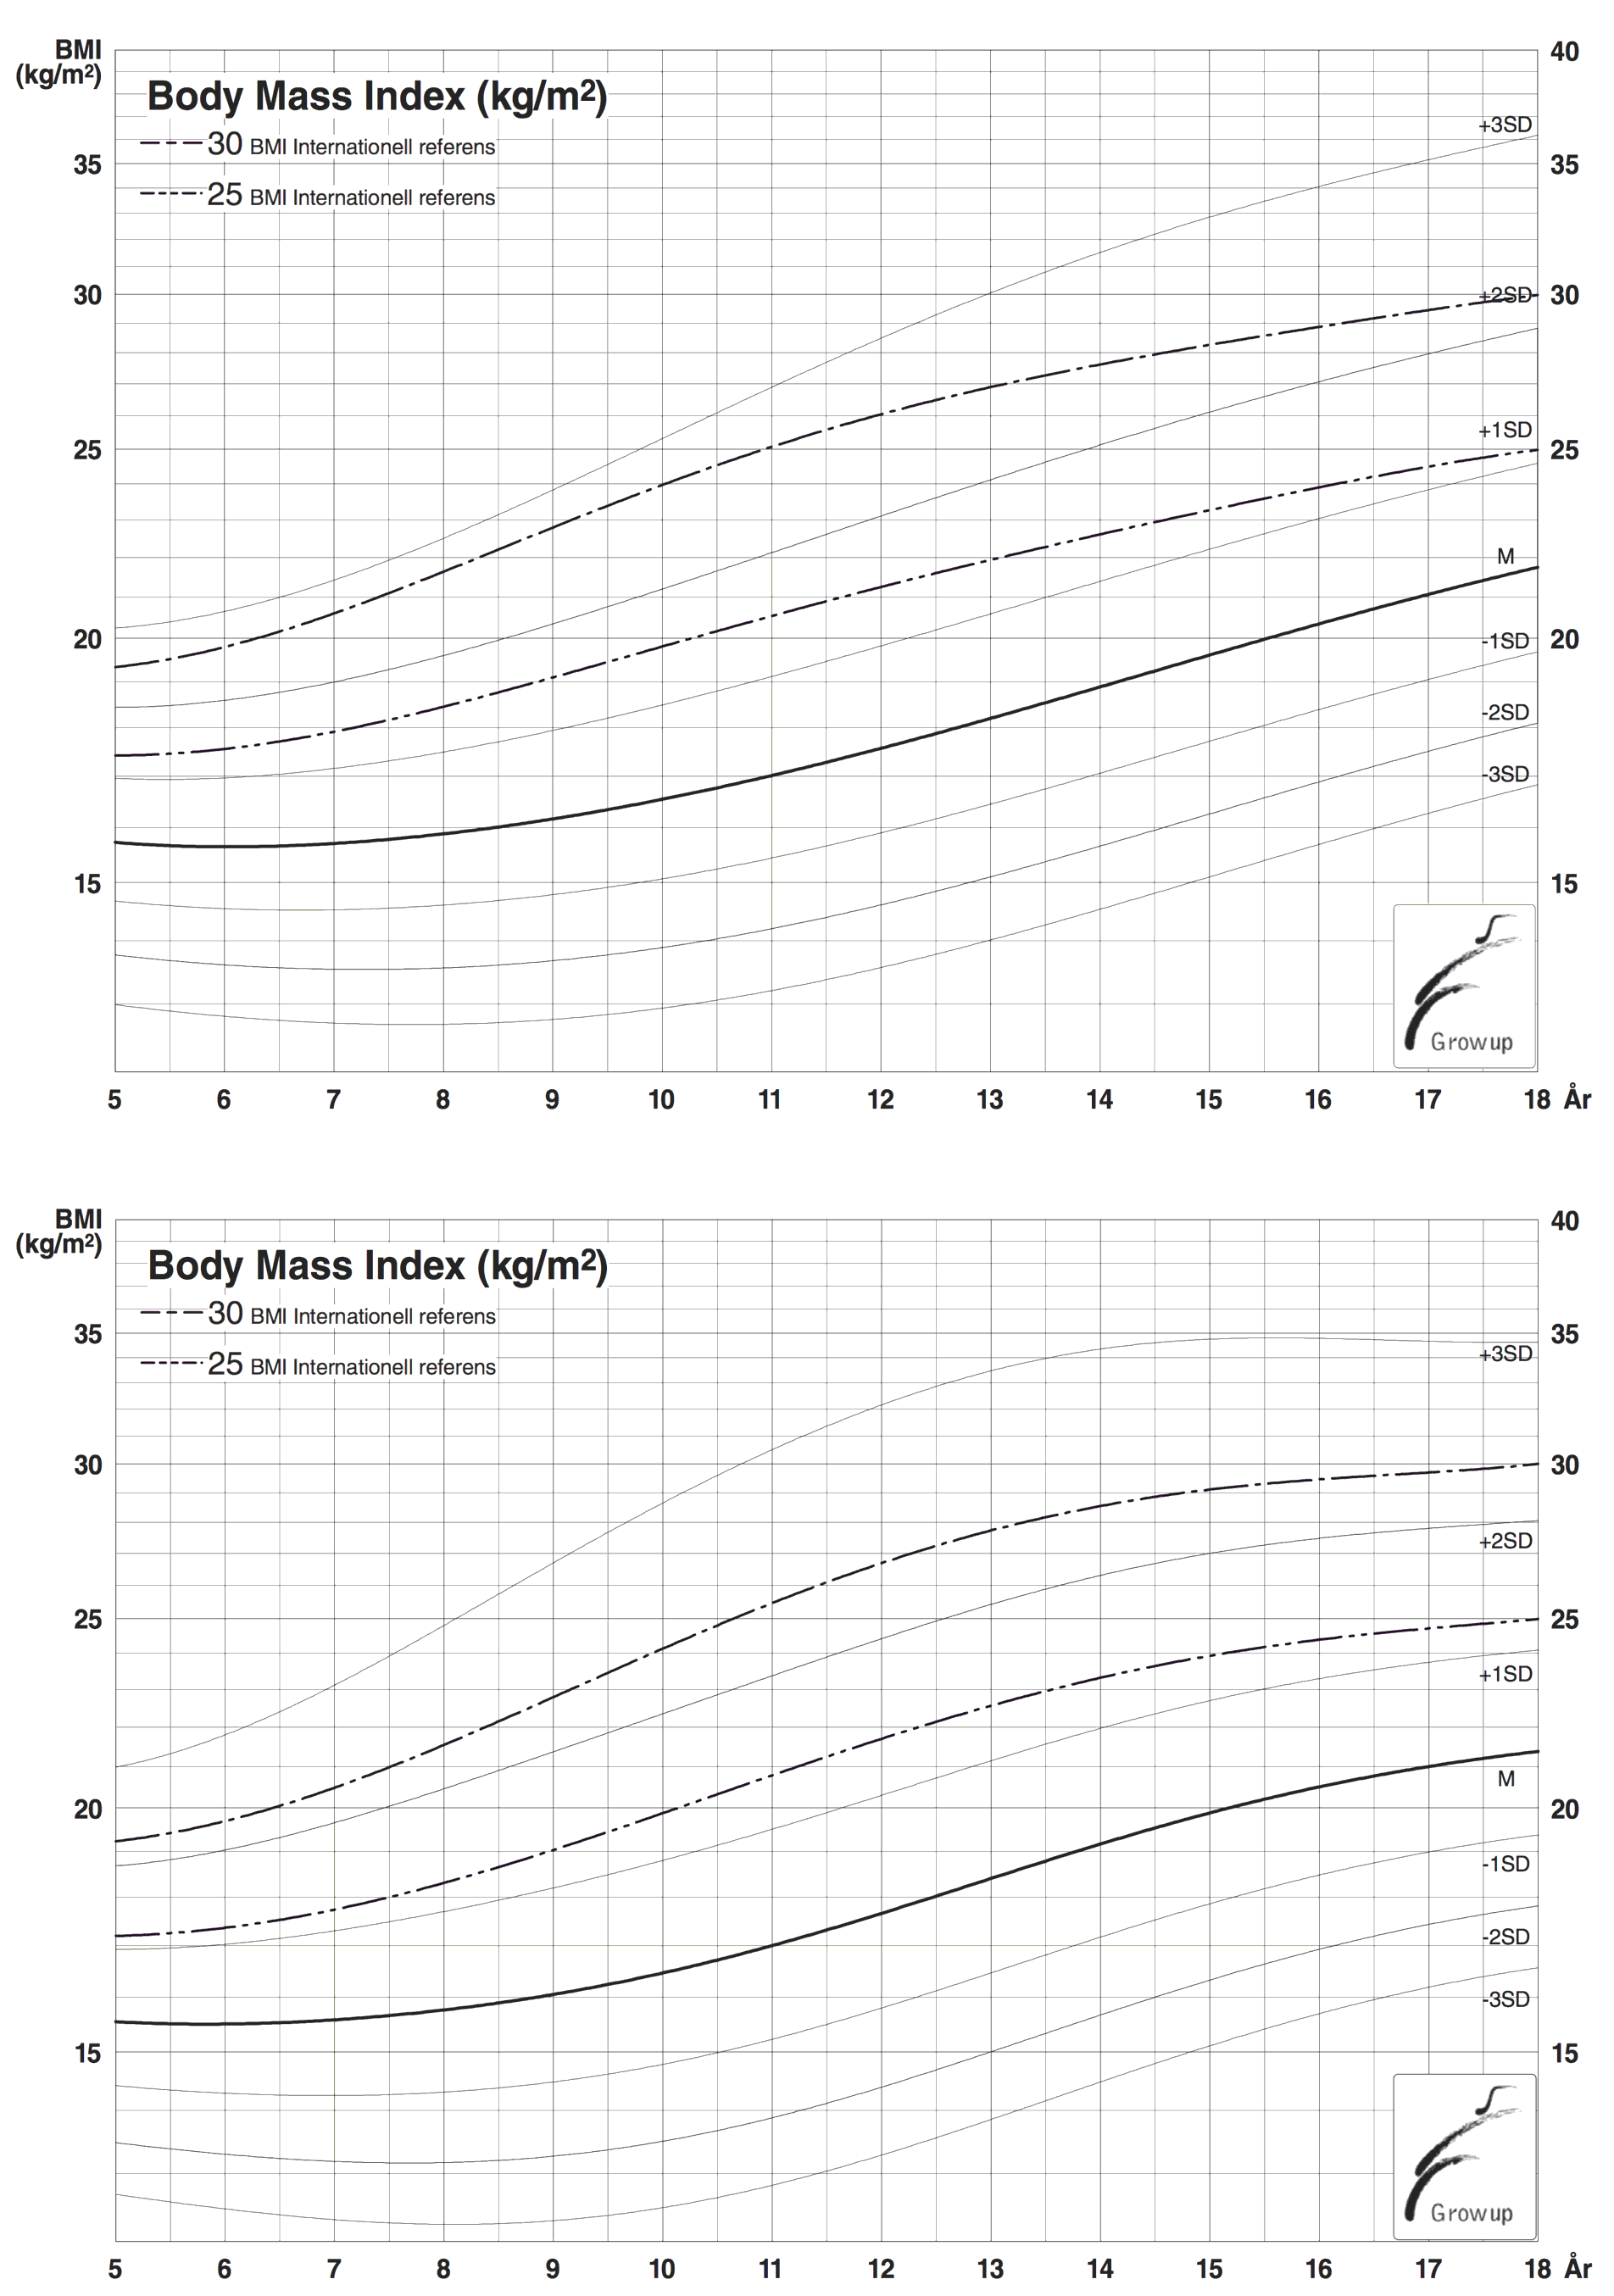 BMI
(kg/m²)
Body Mass Index (kg/m²)
30 BMI Internationell referens
25 BMI Internationell referens
40
+3SD
35 35
30 +2SD 30
+1SD
25 25
M
20 -1SD 20
-2SD
-3SD
15 15
Growup
5 6 7 8 9 10 11 12 13 14 15 16 17 18 År
BMI
(kg/m²)
Body Mass Index (kg/m²)
30 BMI Internationell referens
25 BMI Internationell referens
40
35 35
+3SD
30 30
+2SD
25 25
+1SD
M
20 20
-1SD
-2SD
-3SD
15 15
Growup
5 6 7 8 9 10 11 12 13 14 15 16 17 18 År